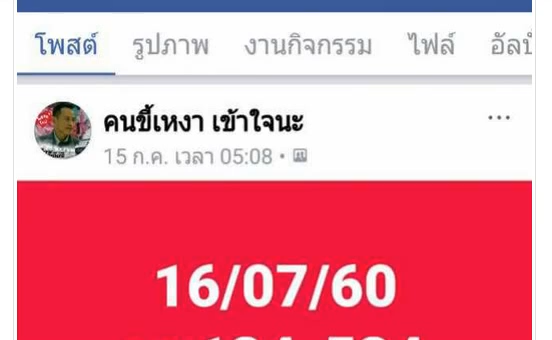 โพสต์ รูปภาพ งานกิจกรรม ไฟล์
คนขี้เหงา เข้าใจนะ
15 ก.ค. เวลา 05:08
16/07/60